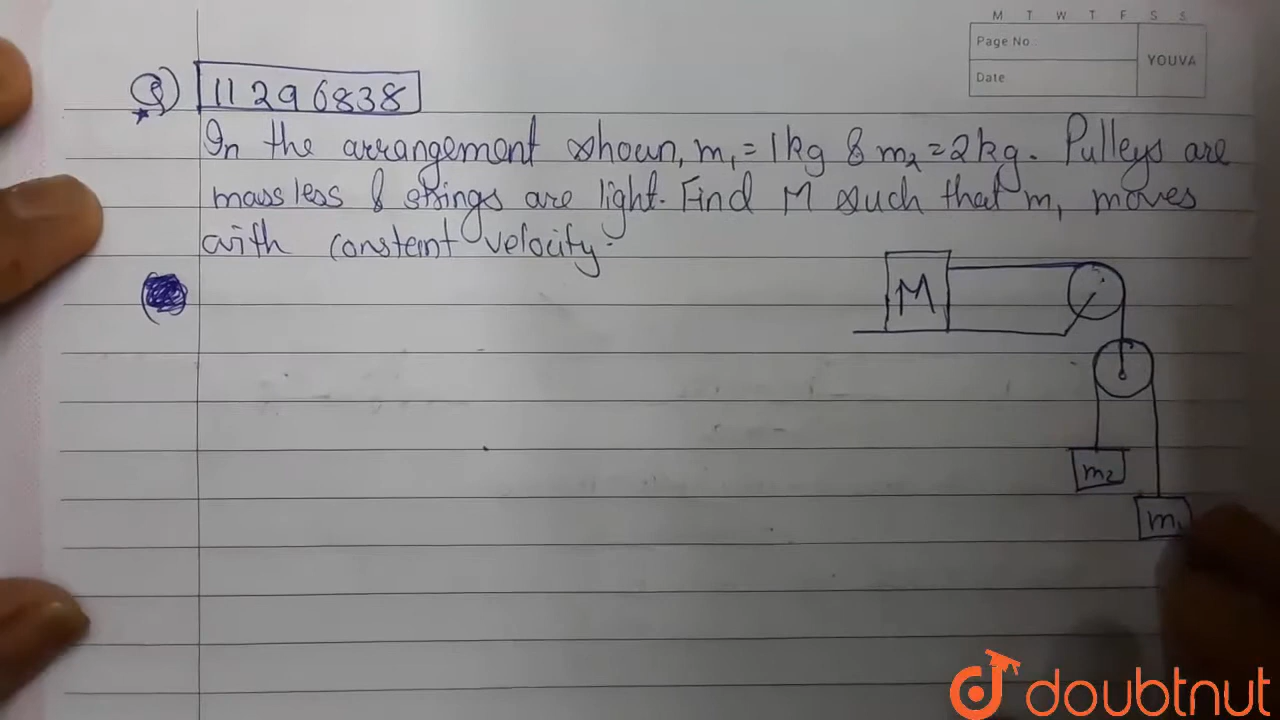 M T W T F S S
Page No.
YOUVA
Date
Q) 11296838
In the arrangement shown, m₁ = 1kg & m₂ = 2kg. Pulleys are
massless & strings are light. Find M such that m₁ moves
with constant velocity.
M
m₂
m₁
doubtnut